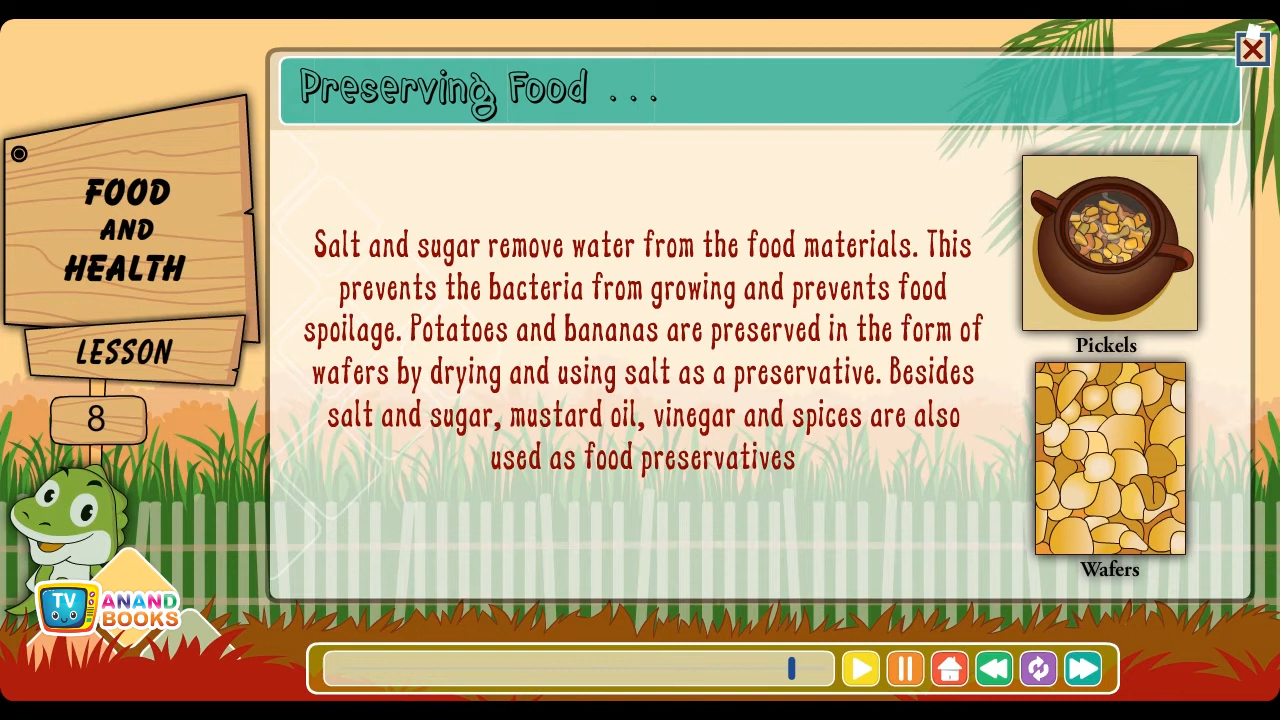 Preserving Food ...
FOOD
AND
HEALTH
LESSON
8
Salt and sugar remove water from the food materials. This
prevents the bacteria from growing and prevents food
spoilage. Potatoes and bananas are preserved in the form of
wafers by drying and using salt as a preservative. Besides
salt and sugar, mustard oil, vinegar and spices are also
used as food preservatives
Pickels
Wafers
TV
ANAND
BOOKS